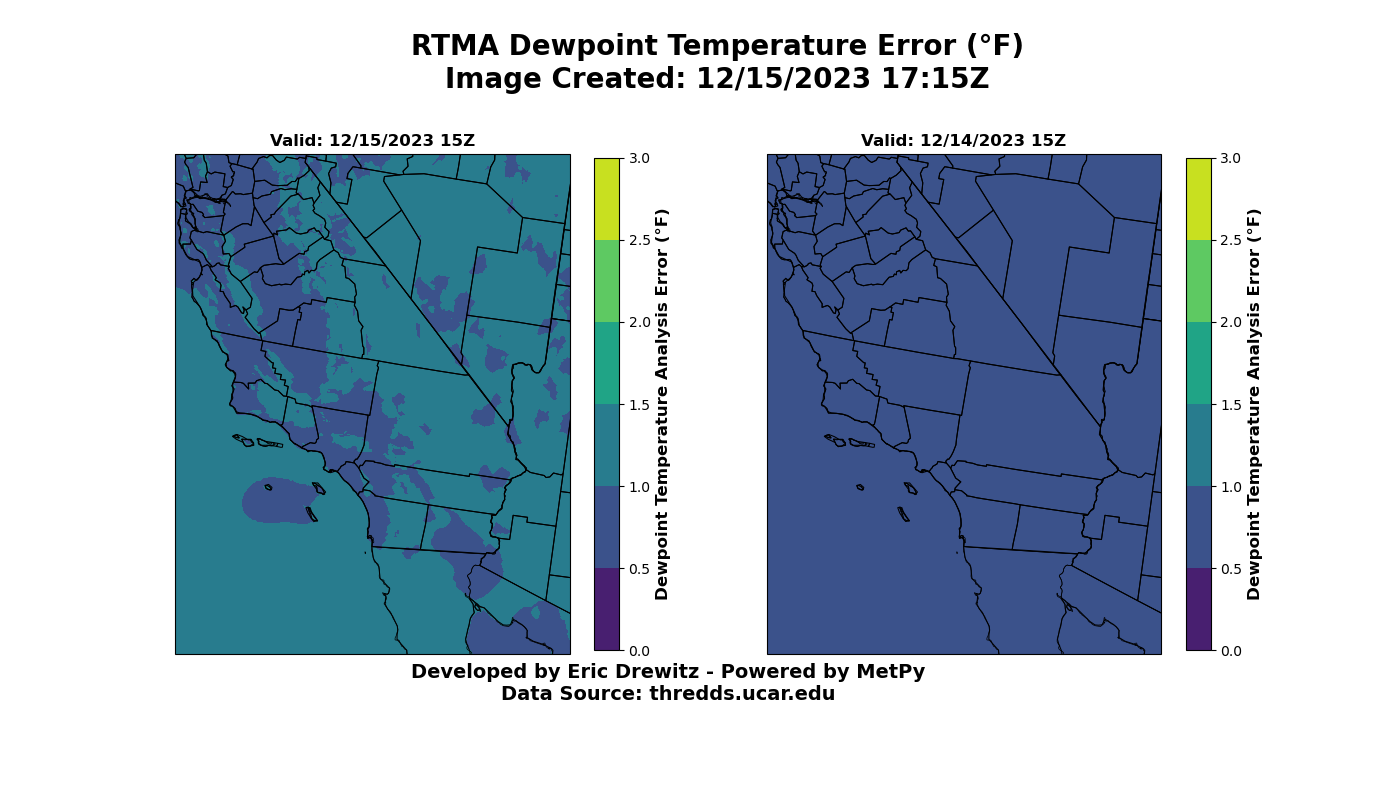 RTMA Dewpoint Temperature Error (°F)
Image Created: 12/15/2023 17:15Z
Valid: 12/15/2023 15Z
3.0
2.5
2.0
1.5
1.0
0.5
0.0
Dewpoint Temperature Analysis Error (°F)
Valid: 12/14/2023 15Z
3.0
2.5
2.0
1.5
1.0
0.5
0.0
Dewpoint Temperature Analysis Error (°F)
Developed by Eric Drewitz - Powered by MetPy
Data Source: thredds.ucar.edu